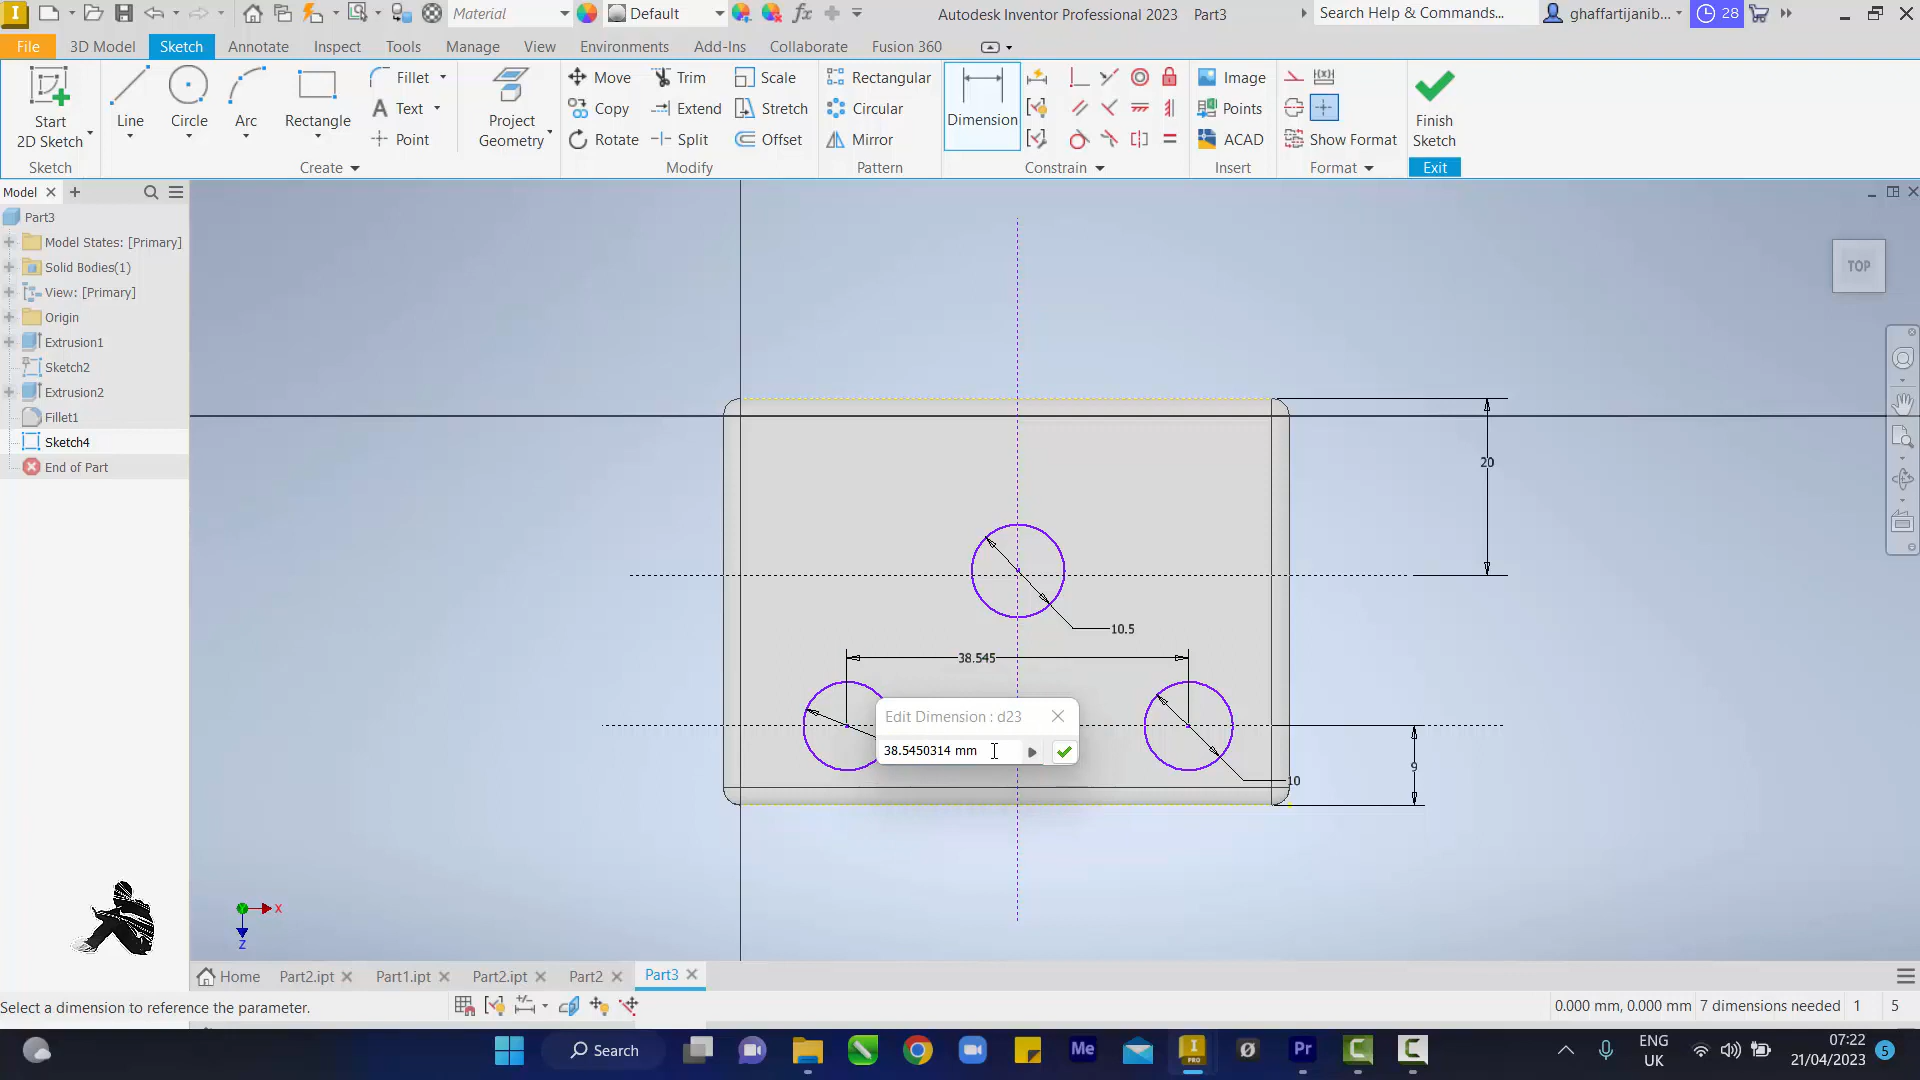 Material
Default
fx
Autodesk Inventor Professional 2023 Part3
Search Help & Commands...
ghaffartijanib...
28
File
3D Model
Sketch
Annotate
Inspect
Tools
Manage
View
Environments
Add-Ins
Collaborate
Fusion 360
Start
2D Sketch
Line
Circle
Arc
Rectangle
Fillet
Text
Point
Project
Geometry
Move
Copy
Rotate
Trim
Extend
Split
Scale
Stretch
Offset
Rectangular
Circular
Mirror
Dimension
Image
Points
ACAD
Show Format
Finish
Sketch
Sketch
Create
Modify
Pattern
Constrain
Insert
Format
Exit
Model
Part3
Model States: [Primary]
Solid Bodies(1)
View: [Primary]
Origin
Extrusion1
Sketch2
Extrusion2
Fillet1
Sketch4
End of Part
TOP
20
10.5
38.545
Edit Dimension : d23
38.5450314 mm
10
9
X
Z
Home
Part2.ipt
Part1.ipt
Part2.ipt
Part2
Part3
Select a dimension to reference the parameter.
0.000 mm, 0.000 mm
7 dimensions needed
1
5
Search
Me
PRO
Pr
ENG
UK
07:22
21/04/2023
5